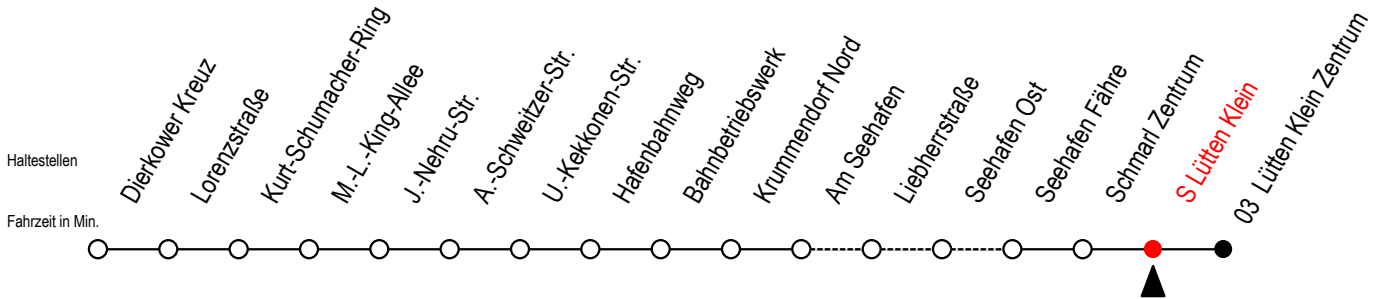 Haltestellen
Fahrzeit in Min.
Dierkower Kreuz
Lorenzstraße
Kurt-Schumacher-Ring
M.-L.-King-Allee
J.-Nehru-Str.
A.-Schweitzer-Str.
U.-Kekkonen-Str.
Hafenbahnweg
Bahnbetriebswerk
Krummendorf Nord
Am Seehafen
Liebherrstraße
Seehafen Ost
Seehafen Fähre
Schmarl Zentrum
S Lütten Klein
03 Lütten Klein Zentrum